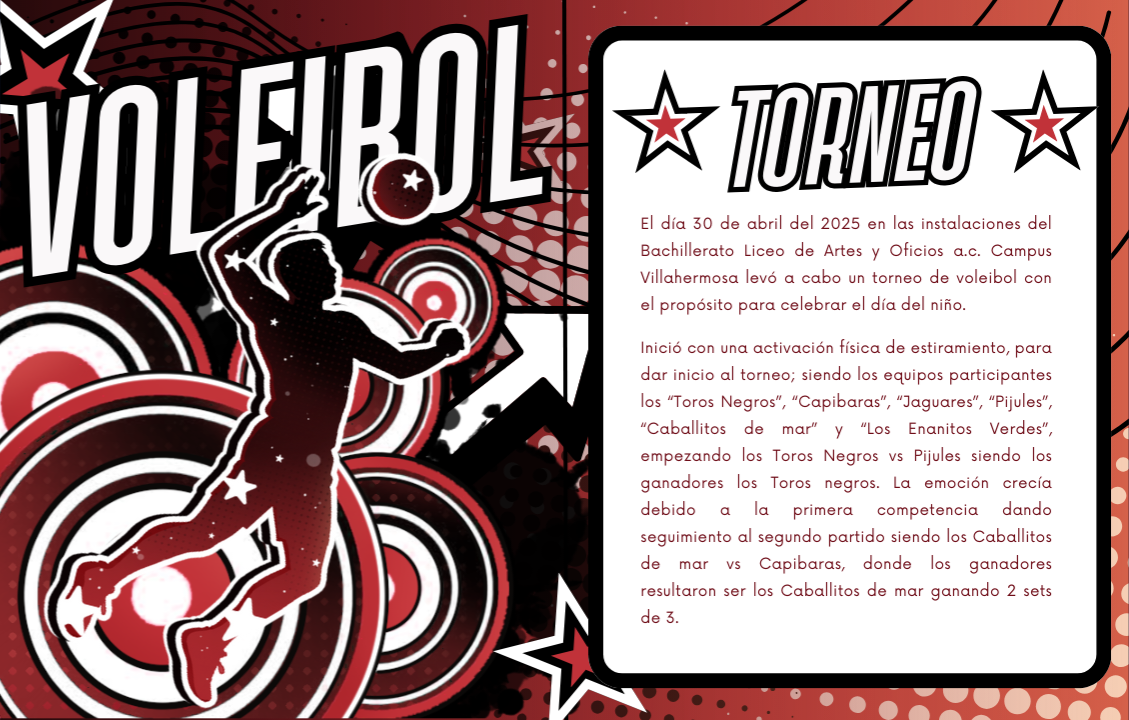 VOLEIBOL
TORNEO
El día 30 de abril del 2025 en las instalaciones del
Bachillerato Liceo de Artes y Oficios a.c. Campus
Villahermosa levó a cabo un torneo de voleibol con
el propósito para celebrar el día del niño.
Inició con una activación física de estiramiento, para
dar inicio al torneo; siendo los equipos participantes
los “Toros Negros”, “Capibaras”, “Jaguares”, “Pijules”,
“Caballitos de mar” y “Los Enanitos Verdes”,
empezando los Toros Negros vs Pijules siendo los
ganadores los Toros negros. La emoción crecía
debido a la primera competencia dando
seguimiento al segundo partido siendo los Caballitos
de mar vs Capibaras, donde los ganadores
resultaron ser los Caballitos de mar ganando 2 sets
de 3.